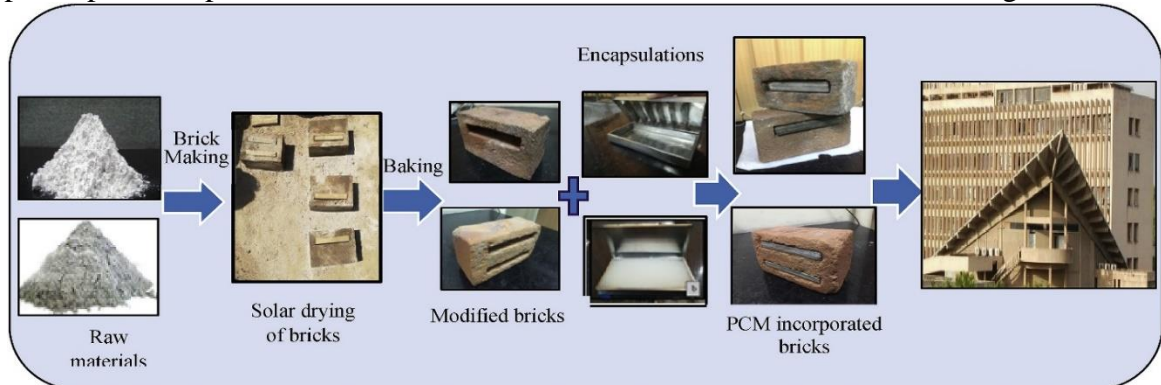 Encapsulations
Brick
Making
Baking
Solar drying
of bricks
Modified bricks
PCM incorporated
bricks
Raw
materials